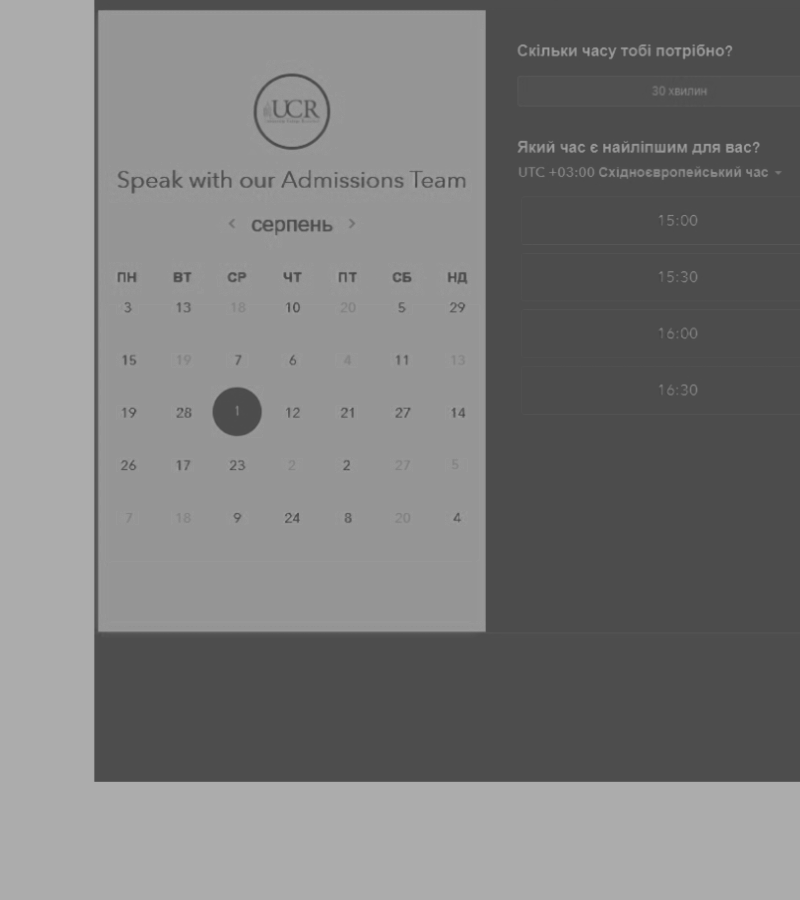 UCR
Speak with our Admissions Team
< серпень >
ПН ВТ СР ЧТ ПТ СБ НД
3 13 18 10 20 5 29
15 19 7 6 4 11 13
19 28 1 12 21 27 14
26 17 23 2 2 27 5
7 18 9 24 8 20 4
Скільки часу тобі потрібно?
30 хвилин
Який час є найліпшим для вас?
UTC +03:00 Східноєвропейський час
15:00
15:30
16:00
16:30